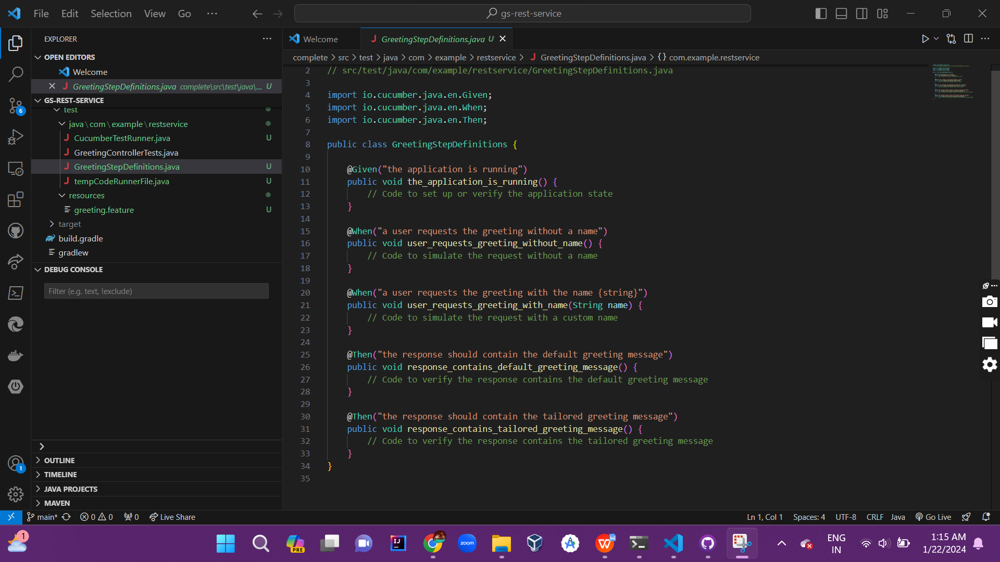 File Edit Selection View Go ···
gs-rest-service
EXPLORER
OPEN EDITORS
Welcome
GreetingStepDefinitions.java complete\src\test\java\... U
GS-REST-SERVICE
test
java\com\example\restservice
CucumberTestRunner.java U
GreetingControllerTests.java
GreetingStepDefinitions.java U
tempCodeRunnerFile.java U
resources
greeting.feature U
target
build.gradle
gradlew
DEBUG CONSOLE
Filter (e.g. text, !exclude)
OUTLINE
TIMELINE
JAVA PROJECTS
MAVEN
6
1
Welcome
GreetingStepDefinitions.java U
complete > src > test > java > com > example > restservice > GreetingStepDefinitions.java > {} com.example.restservice
2 // src/test/java/com/example/restservice/GreetingStepDefinitions.java
3
4 import io.cucumber.java.en.Given;
5 import io.cucumber.java.en.When;
6 import io.cucumber.java.en.Then;
7
8 public class GreetingStepDefinitions {
9
10 @Given("the application is running")
11 public void the_application_is_running() {
12 // Code to set up or verify the application state
13 }
14
15 @When("a user requests the greeting without a name")
16 public void user_requests_greeting_without_name() {
17 // Code to simulate the request without a name
18 }
19
20 @When("a user requests the greeting with the name {string}")
21 public void user_requests_greeting_with_name(String name) {
22 // Code to simulate the request with a custom name
23 }
24
25 @Then("the response should contain the default greeting message")
26 public void response_contains_default_greeting_message() {
27 // Code to verify the response contains the default greeting message
28 }
29
30 @Then("the response should contain the tailored greeting message")
31 public void response_contains_tailored_greeting_message() {
32 // Code to verify the response contains the tailored greeting message
33 }
34 }
35
main* 0 0 0 Live Share
Ln 1, Col 1 Spaces: 4 UTF-8 CRLF Java Go Live
1
PRE
IJ
zoom
W
ENG
IN
1:15 AM
1/22/2024